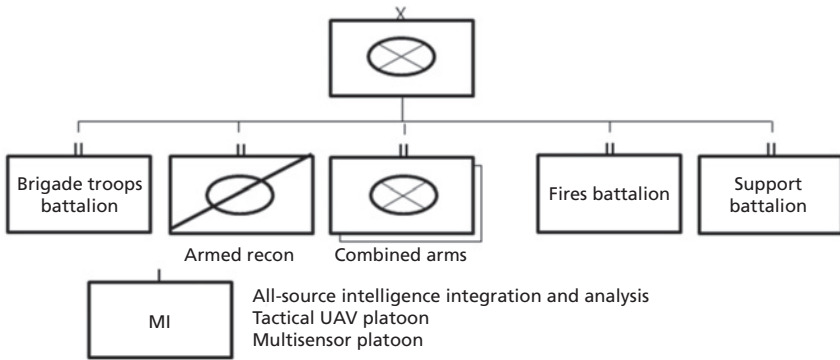 X
II
II
II
II
II
Brigade troops
battalion
Fires battalion
Support
battalion
Armed recon
Combined arms
I
MI
All-source intelligence integration and analysis
Tactical UAV platoon
Multisensor platoon